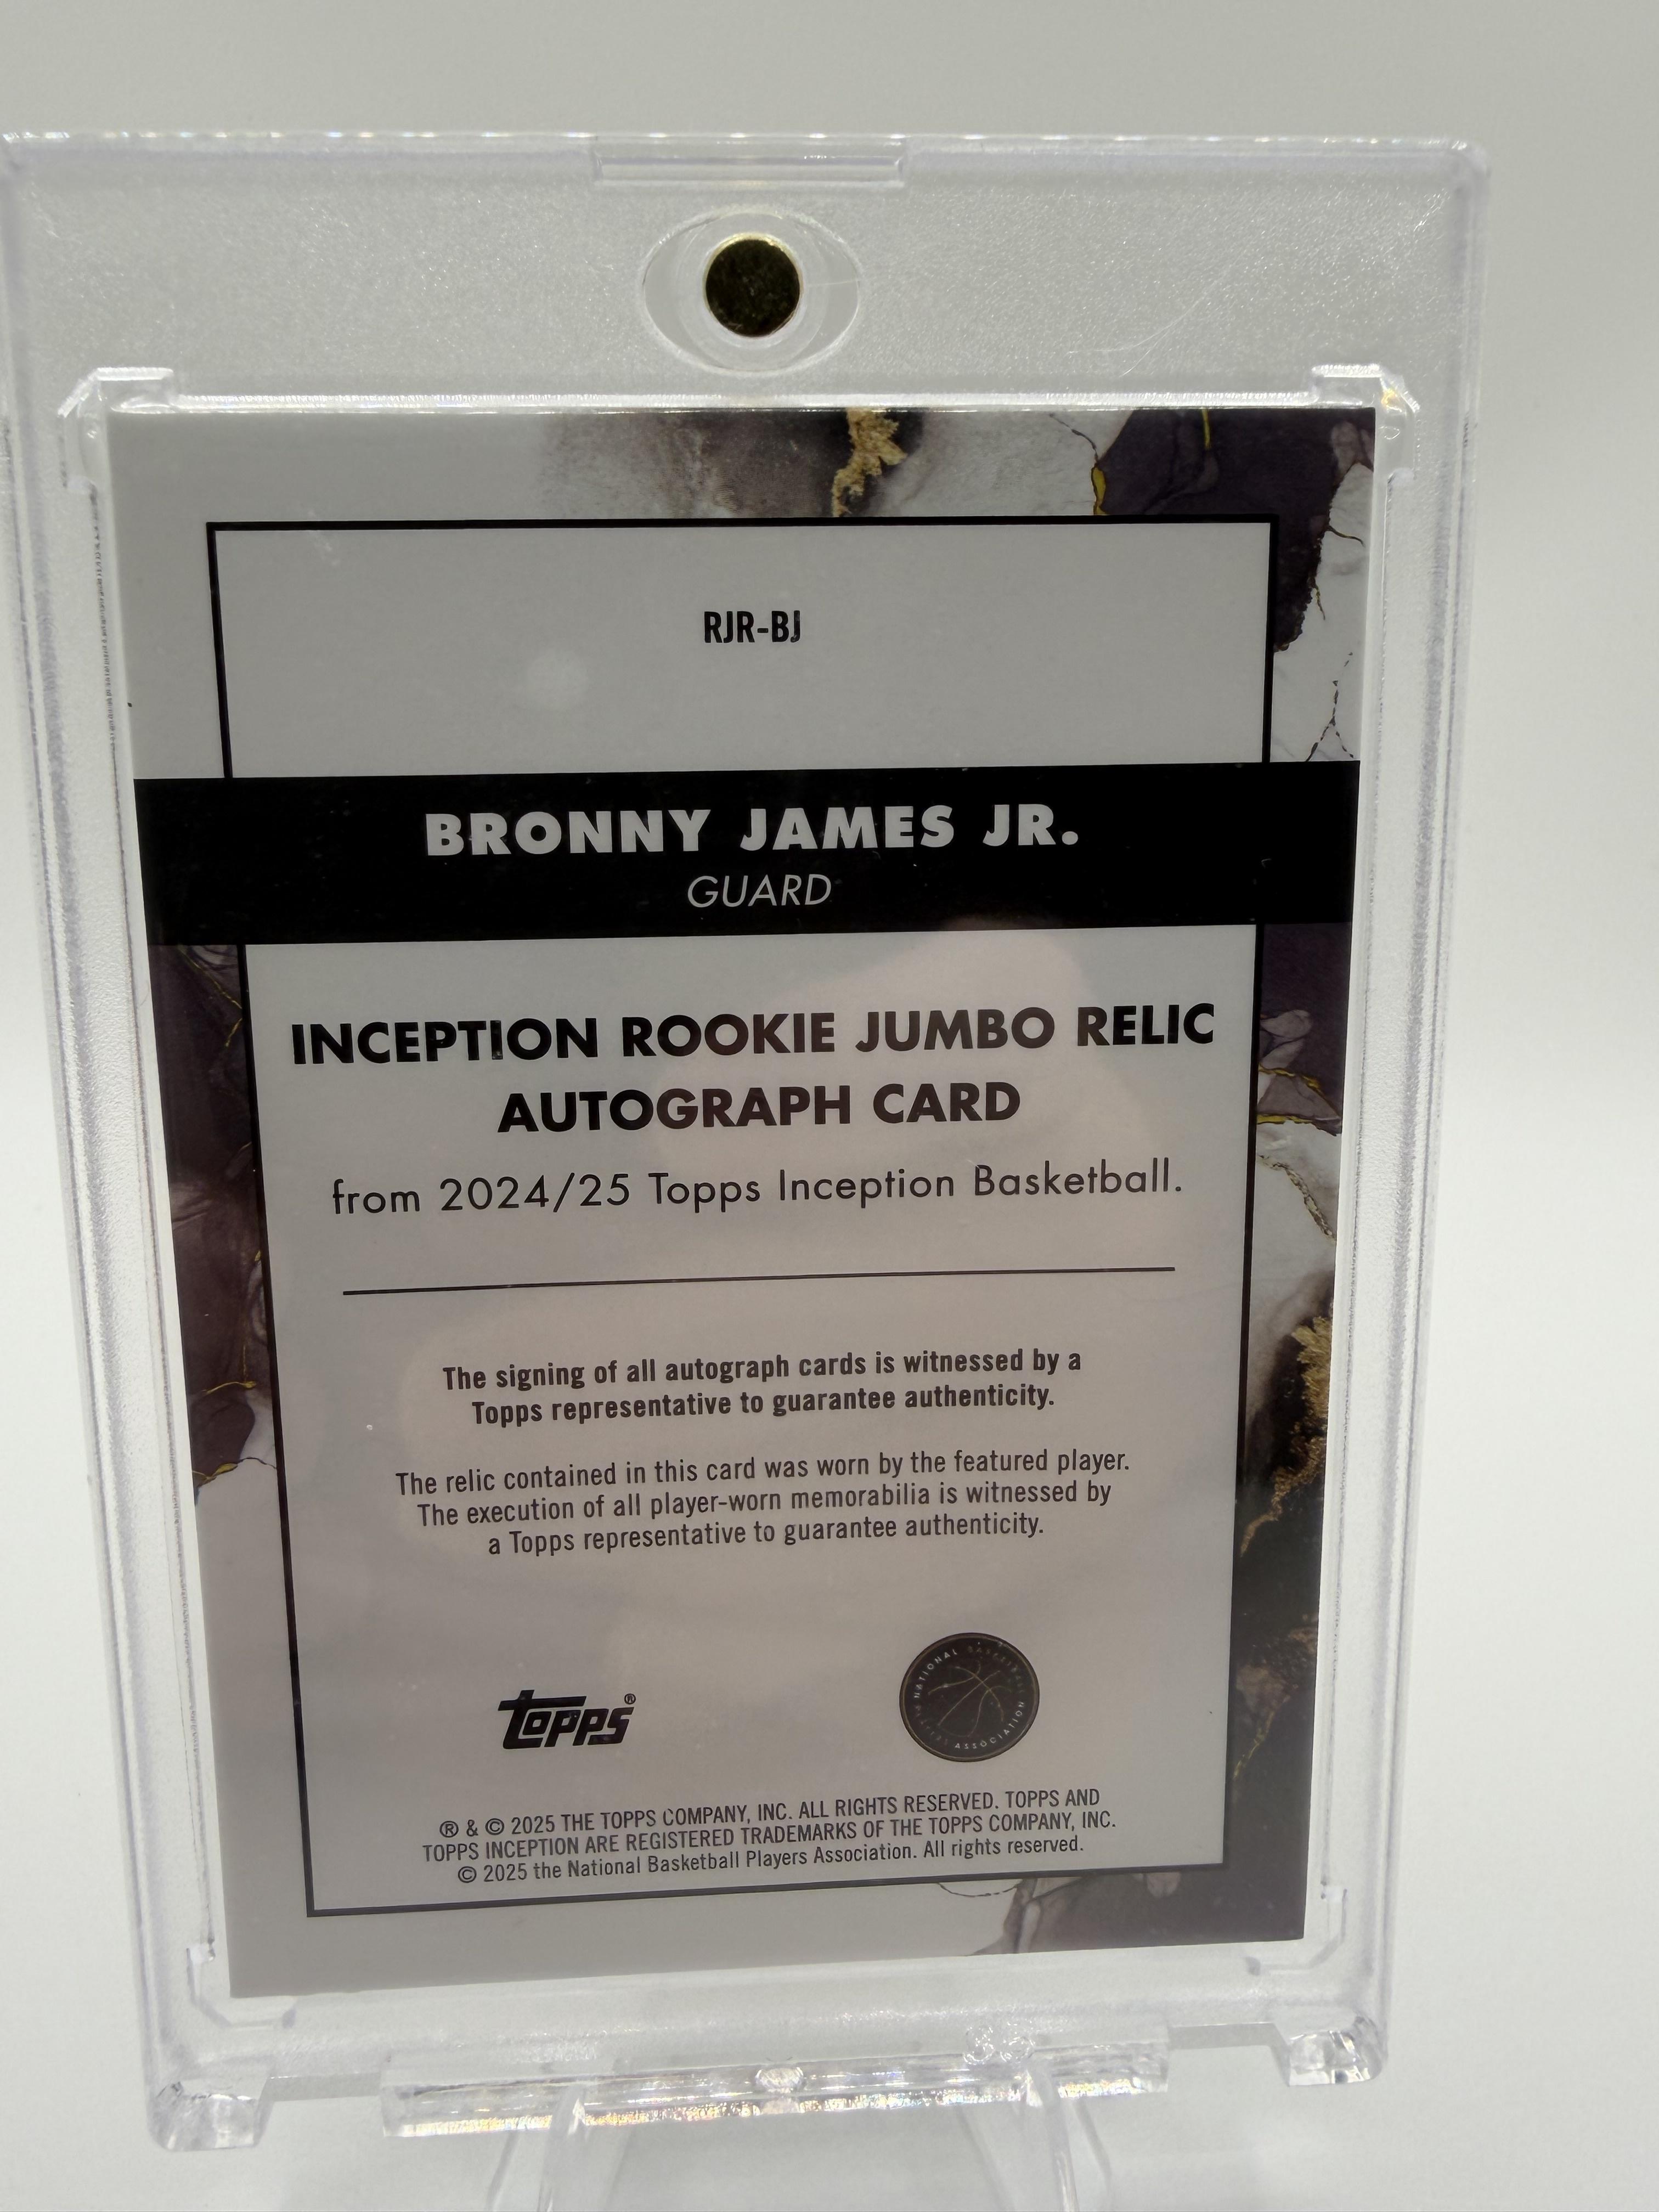 RJR-BJ
BRONNY JAMES JR.
GUARD
INCEPTION ROOKIE JUMBO RELIC
AUTOGRAPH CARD
from 2024/25 Topps Inception Basketball.
The signing of all autograph cards is witnessed by a
Topps representative to guarantee authenticity.
The relic contained in this card was worn by the featured player.
The execution of all player-worn memorabilia is witnessed by
a Topps representative to guarantee authenticity.
topps®
NATIONAL BASKETBALL PLAYERS ASSOCIATION
® & © 2025 THE TOPPS COMPANY, INC. ALL RIGHTS RESERVED. TOPPS AND
TOPPS INCEPTION ARE REGISTERED TRADEMARKS OF THE TOPPS COMPANY, INC.
© 2025 the National Basketball Players Association. All rights reserved.